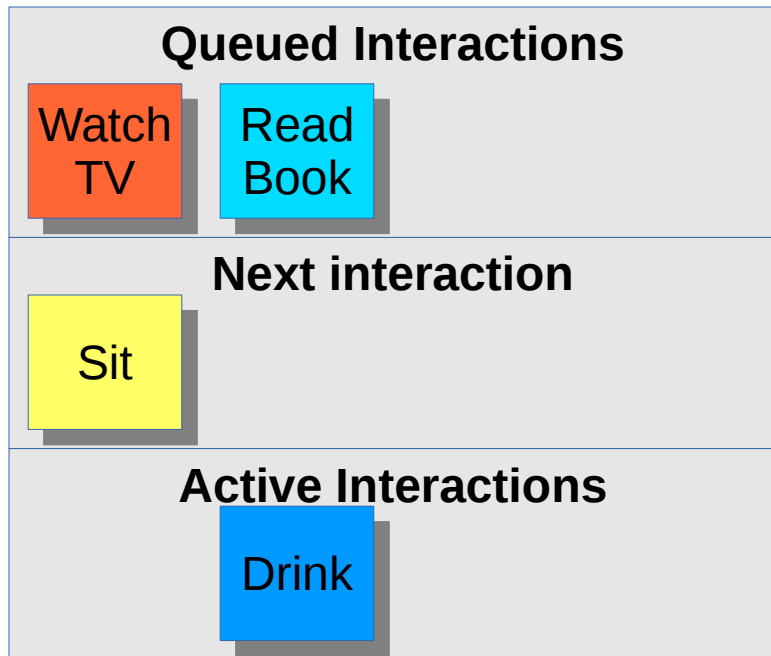 Queued Interactions
Watch
TV
Read
Book
Next interaction
Sit
Active Interactions
Drink